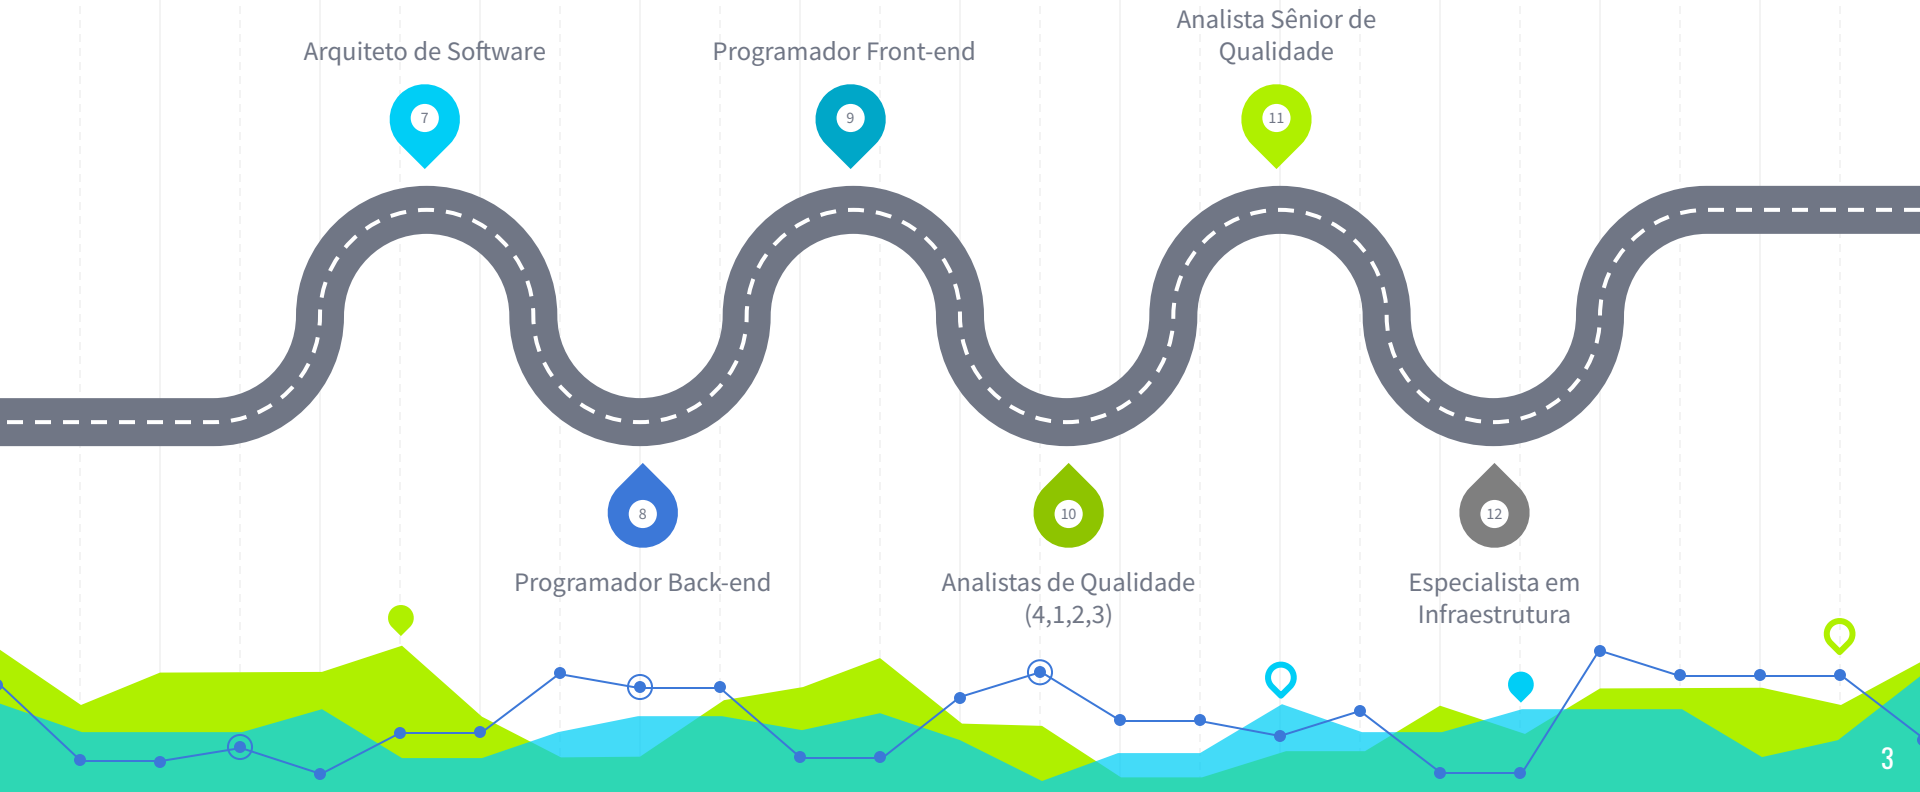 Arquiteto de Software
7
Programador Front-end
9
Analista Sênior de
Qualidade
11
8
Programador Back-end
10
Analistas de Qualidade
(4,1,2,3)
12
Especialista em
Infraestrutura
3